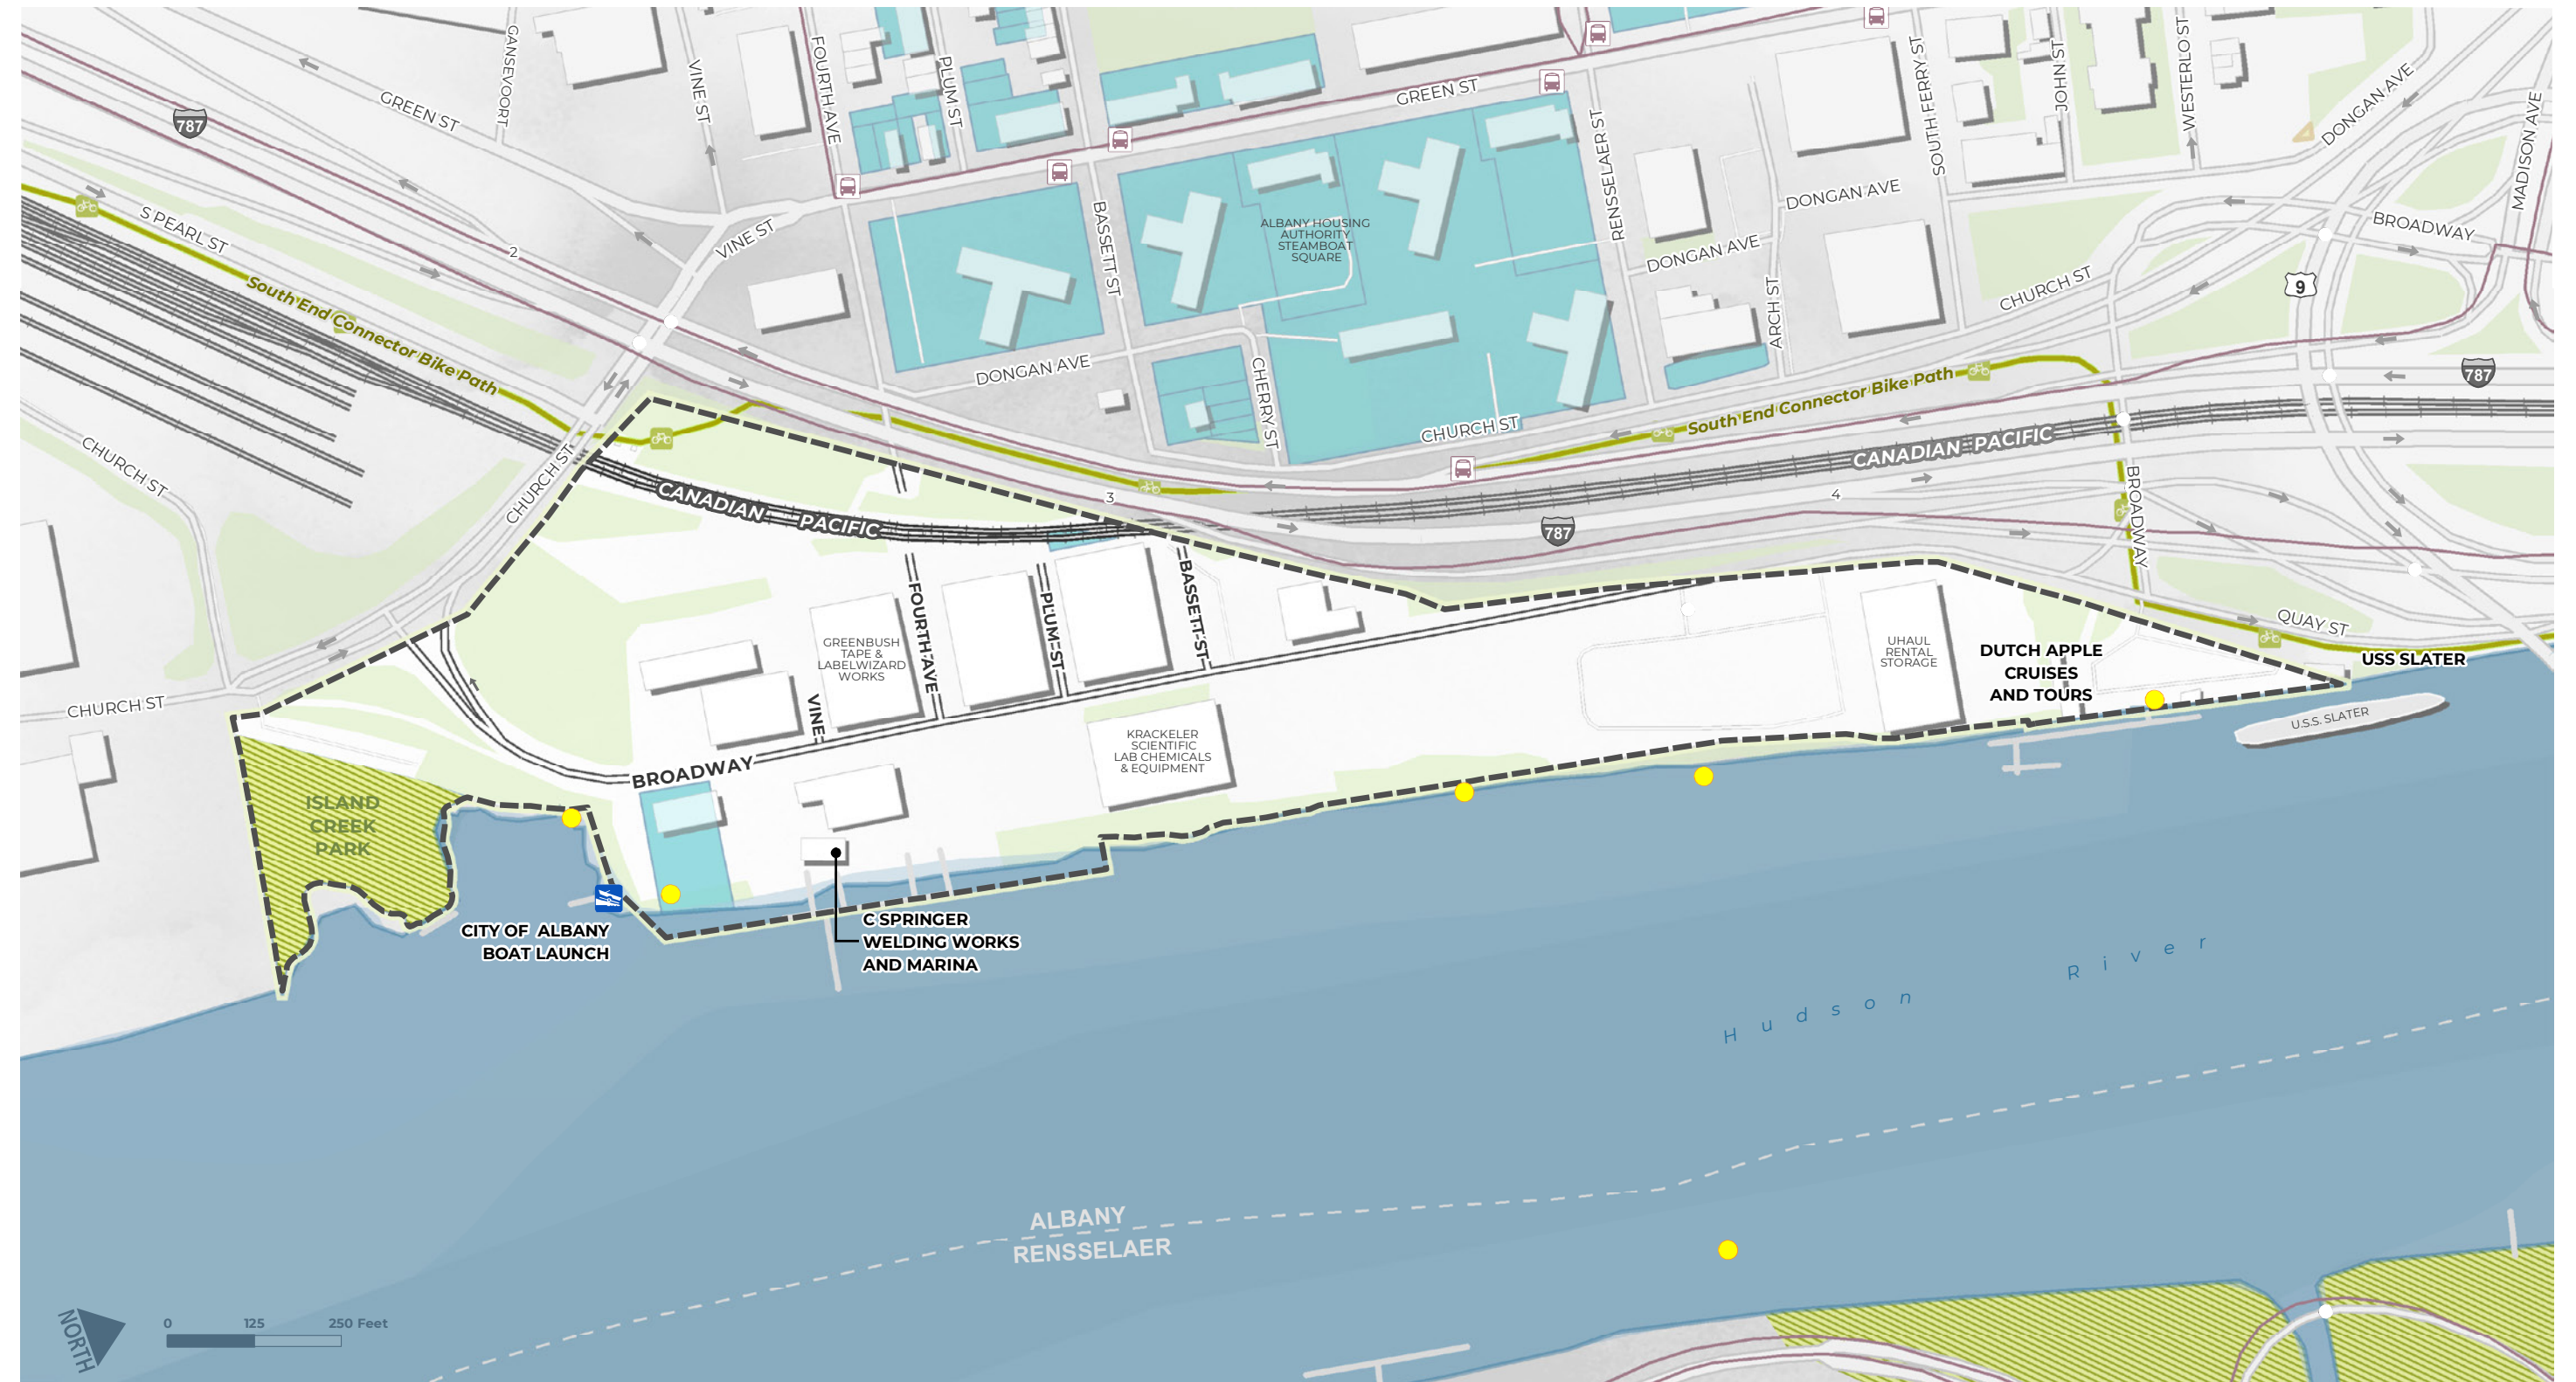 GANSEVOORT
GREEN ST
787
VINE ST
FOURTH AVE
PLUM ST
GREEN ST
RENSSELAER ST
SOUTH FERRY ST
JOHN ST
WESTERLO ST
DONGAN AVE
MADISON AVE
S PEARL ST
2
VINE ST
BASSETT ST
ALBANY HOUSING
AUTHORITY
STEAMBOAT
SQUARE
DONGAN AVE
DONGAN AVE
ARCH ST
CHURCH ST
BROADWAY
9
787
South End Connector Bike Path
DONGAN AVE
CHERRY ST
CHURCH ST
South End Connector Bike Path
CANADIAN PACIFIC
CHURCH ST
CHURCH ST
CANADIAN PACIFIC
3
787
4
BROADWAY
QUAY ST
GREENBUSH
TAPE &
LABELWIZARD
WORKS
FOURTH AVE
PLUM ST
BASSETT ST
UHAUL
RENTAL
STORAGE
DUTCH APPLE
CRUISES
AND TOURS
USS SLATER
U.S.S. SLATER
CHURCH ST
VINE
BROADWAY
KRACKELER
SCIENTIFIC
LAB CHEMICALS
& EQUIPMENT
ISLAND
CREEK
PARK
CITY OF ALBANY
BOAT LAUNCH
C SPRINGER
WELDING WORKS
AND MARINA
Hudson River
ALBANY
RENSSELAER
NORTH
0 125 250 Feet